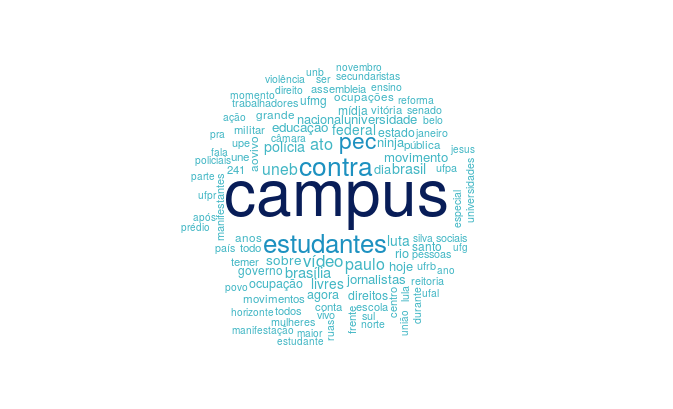 novembro
unb
violência ser secundaristas
momento direito assembleia ensino
trabalhadores ufmg ocupações reforma
ação grande mídia vitória senado
nacional universidade belo
pra militar educação federal estado janeiro
upe câmara polícia ato pec ninja pública
fala aovivo jesus
policiais une contra movimento
parte 241 uneb dia brasil ufpa
universidades
campus
ufpr manifestantes especial
após
prédio
anos estudantes luta silva sociais
país todo rio santo ufg
temer sobre vídeo paulo pessoas
governo brasília hoje ufrb ano
povo ocupação livres jornalistas reitoria
movimentos agora direitos centro lula ufal
horizonte todos conta escola durante
mulheres vivo sul
manifestação maior ruas frente norte união
estudante